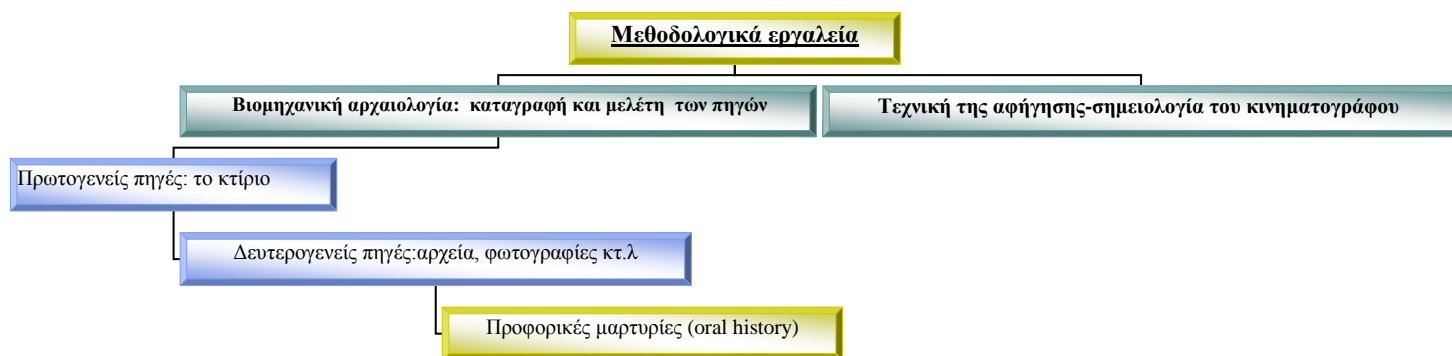 Μεθοδολογικά εργαλεία
Βιομηχανική αρχαιολογία: καταγραφή και μελέτη των πηγών
Τεχνική της αφήγησης-σημειολογία του κινηματογράφου
Πρωτογενείς πηγές: το κτίριο
Δευτερογενείς πηγές:αρχεία, φωτογραφίες κτ.λ
Προφορικές μαρτυρίες (oral history)